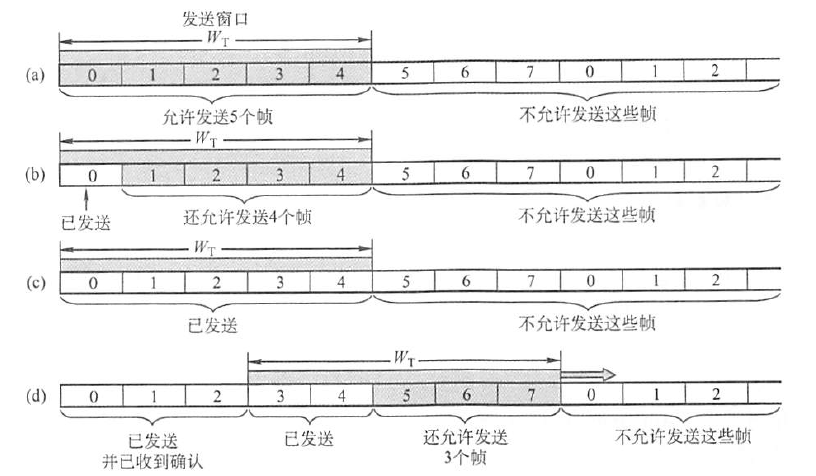 发送窗口
W_T
(a) 0 1 2 3 4 5 6 7 0 1 2
允许发送5个帧 不允许发送这些帧
W_T
(b) 0 1 2 3 4 5 6 7 0 1 2
已发送 还允许发送4个帧 不允许发送这些帧
W_T
(c) 0 1 2 3 4 5 6 7 0 1 2
已发送 不允许发送这些帧
W_T
(d) 0 1 2 3 4 5 6 7 0 1 2
已发送 已发送 还允许发送 不允许发送这些帧
并已收到确认 3个帧